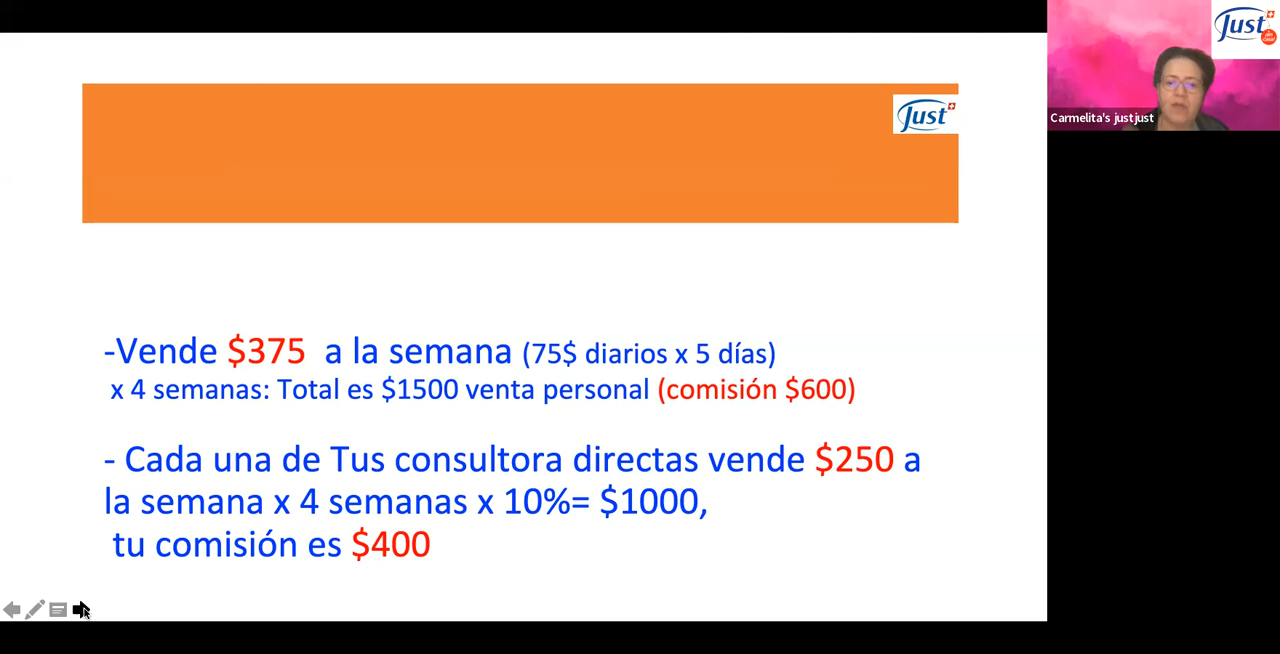 Just
-Vende $375 a la semana (75$ diarios x 5 días)
x 4 semanas: Total es $1500 venta personal (comisión $600)
- Cada una de Tus consultora directas vende $250 a
la semana x 4 semanas x 10%= $1000,
tu comisión es $400
Just
Carmelita's justjust